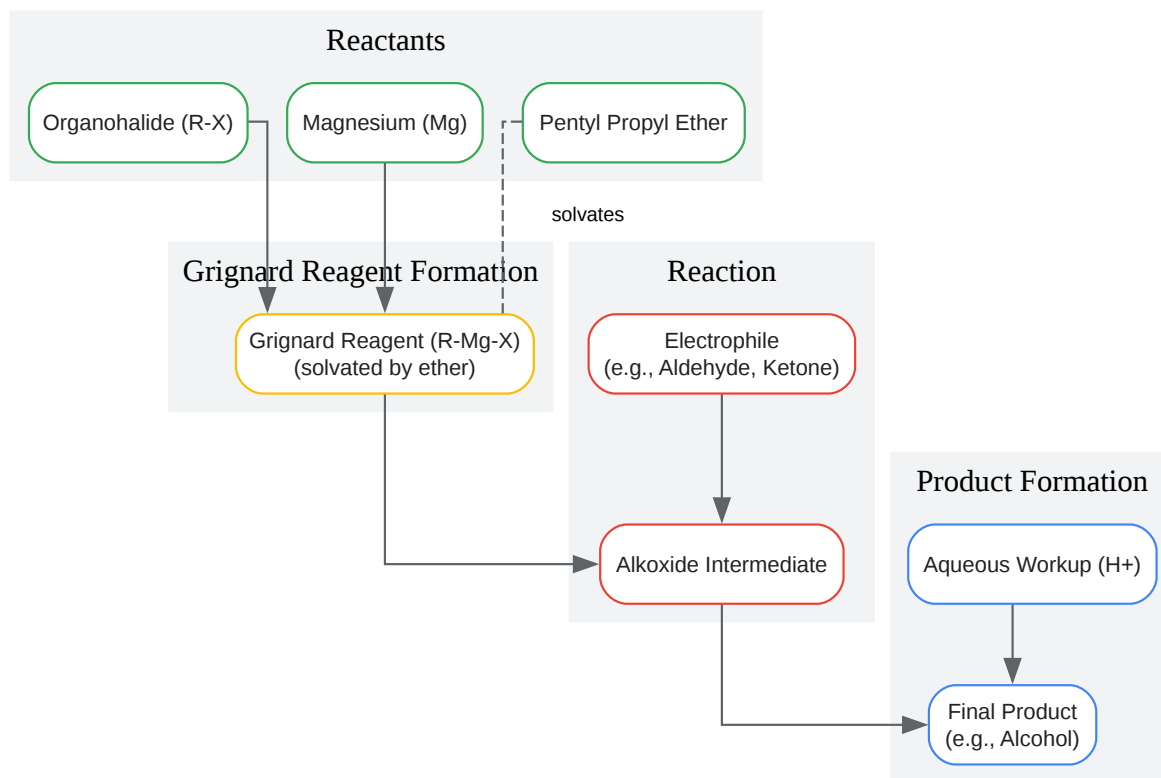 Reactants
Organohalide (R-X)
Magnesium (Mg)
Pentyl Propyl Ether
solvates
Grignard Reagent Formation
Grignard Reagent (R-Mg-X)
(solvated by ether)
Reaction
Electrophile
(e.g., Aldehyde, Ketone)
Alkoxide Intermediate
Product Formation
Aqueous Workup (H+)
Final Product
(e.g., Alcohol)